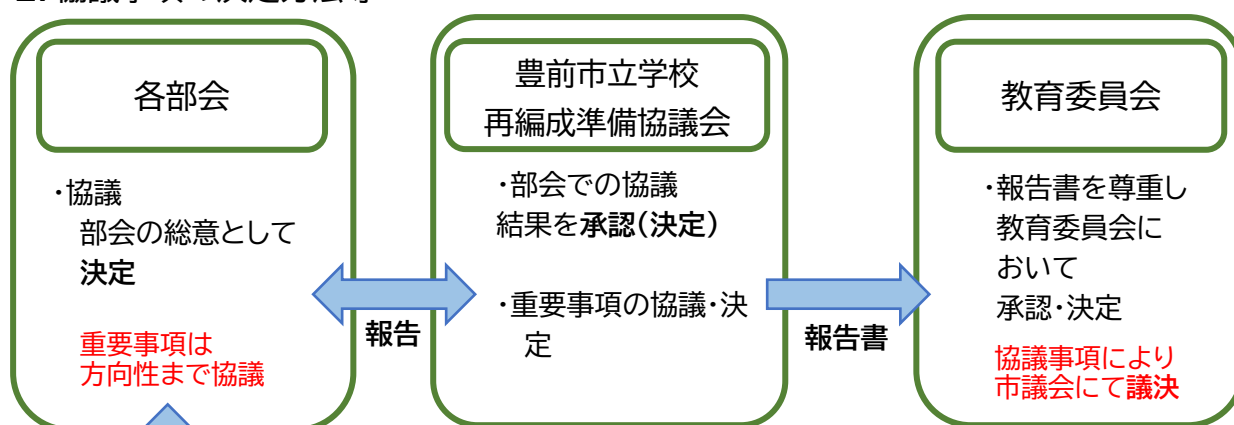 各部会
・協議
部会の総意として
決定
重要事項は
方向性まで協議
報告
豊前市立学校
再編成準備協議会
・部会での協議
結果を承認(決定)
・重要事項の協議・決
定
報告書
教育委員会
・報告書を尊重し
教育委員会に
おいて
承認・決定
協議事項により
市議会にて議決